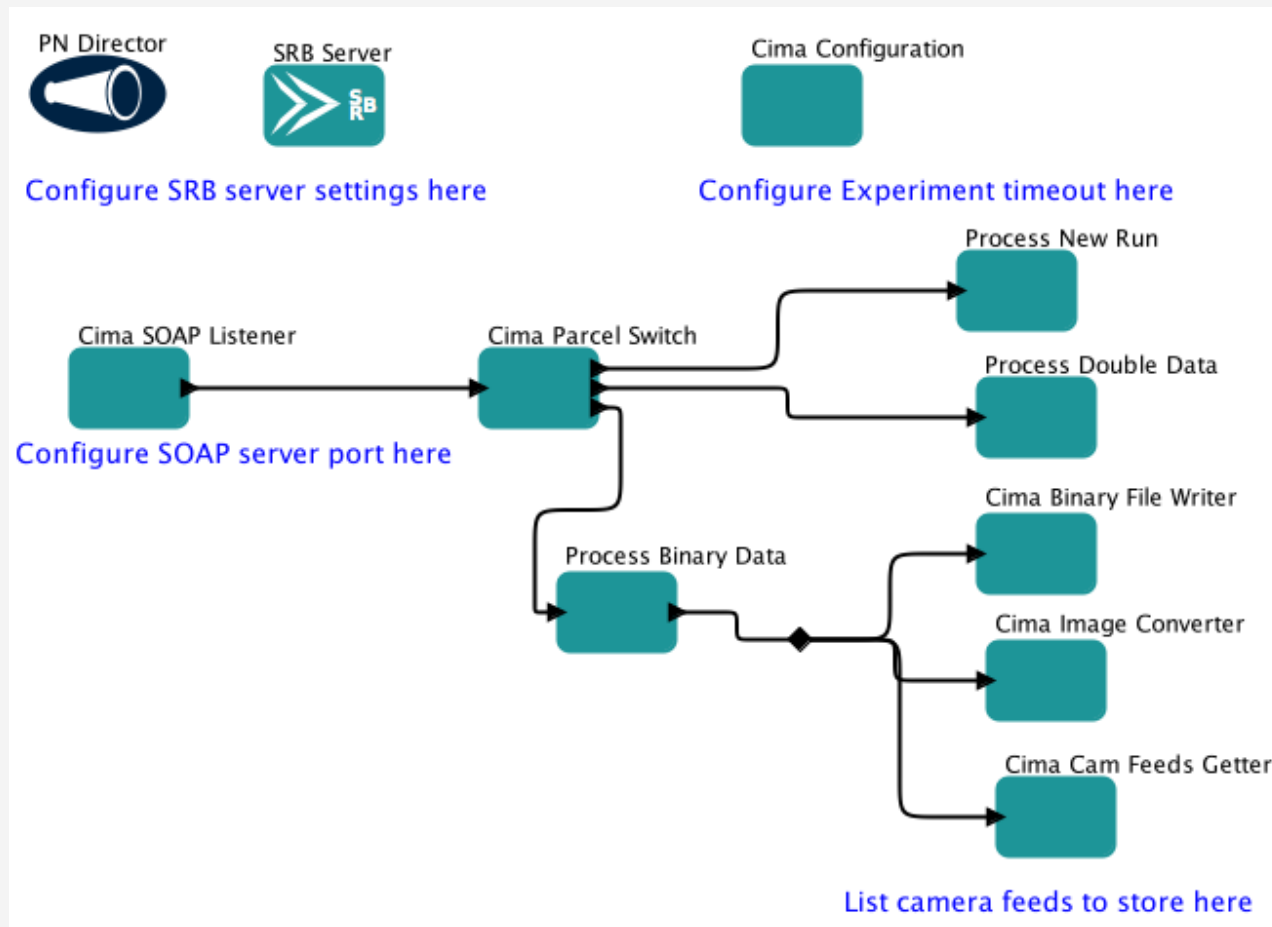 PN Director
SRB Server
Cima Configuration
SRB
Configure SRB server settings here
Configure Experiment timeout here
Process New Run
Cima SOAP Listener
Cima Parcel Switch
Process Double Data
Configure SOAP server port here
Cima Binary File Writer
Process Binary Data
Cima Image Converter
Cima Cam Feeds Getter
List camera feeds to store here